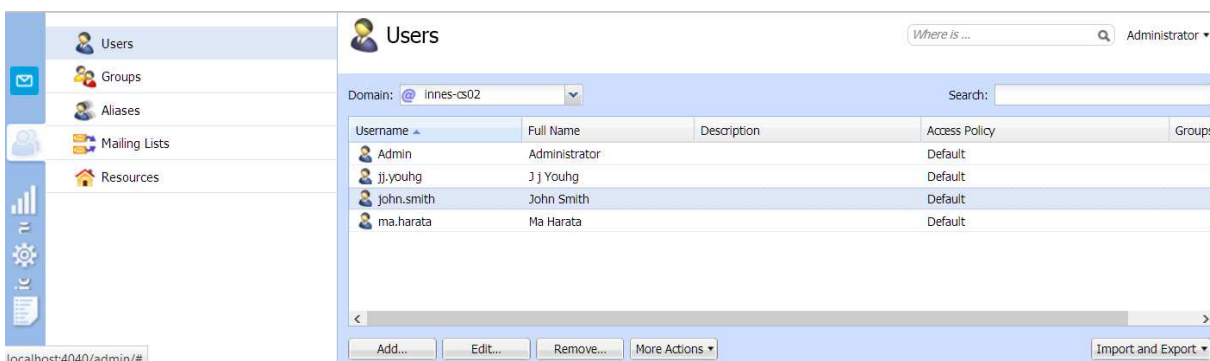 Users
Groups
Aliases
Mailing Lists
Resources
Users
Where is ...
Administrator
Domain: @ innes-cs02
Search:
Username Full Name Description Access Policy Groups
Admin Administrator Default
jj.youhg J j Youhg Default
john.smith John Smith Default
ma.harata Ma Harata Default
Add... Edit... Remove... More Actions Import and Export
localhost:4040/admin/#